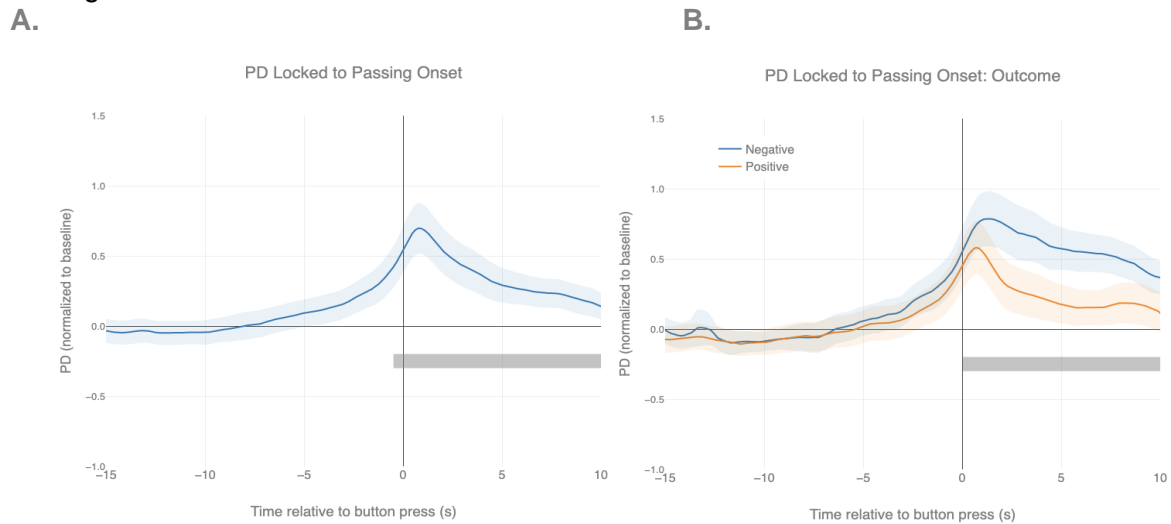 A.
B.
PD Locked to Passing Onset
PD Locked to Passing Onset: Outcome
PD (normalized to baseline)
1.5
1.0
0.5
0.0
−0.5
−1.0
−15
−10
−5
0
5
10
Time relative to button press (s)
Negative
Positive
PD (normalized to baseline)
1.5
1.0
0.5
0.0
−0.5
−1.0
−15
−10
−5
0
5
10
Time relative to button press (s)